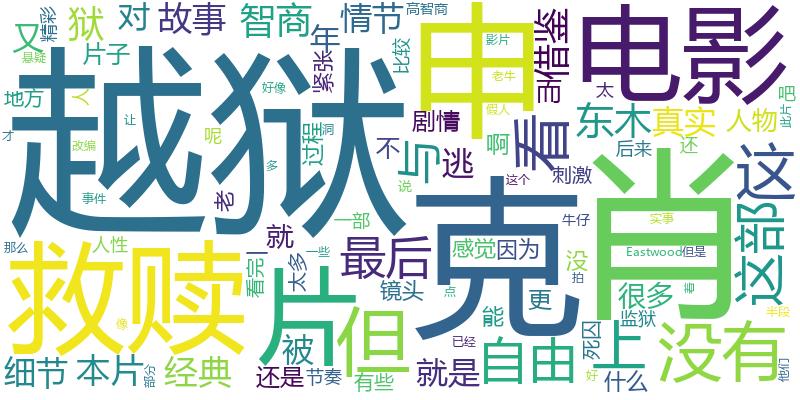 越狱
肖
申
克
救赎
电影
片
但
看
没有
自由
上
这部
这
最后
与
本片
细节
经典
就是
很多
东木
真实
人物
智商
故事
对
狱
又
情节
借鉴
年
紧张
逃
不
剧情
啊
刺激
后来
还
吧
太
比较
高智商
影片
老牛
假人
好像
精彩
悬疑
片子
地方
人
过程
呢
让
才
改编
洞
多
事件
老
说
这个
一部
就
感觉
因为
牛仔
没
拍
实事
Eastwood
但是
着
监狱
半段
他们
更
能
点
镜头
太多
一些
看完
人性
那么
像
部分
还是
节奏
有些
已经
被
死囚
好
什么
些片